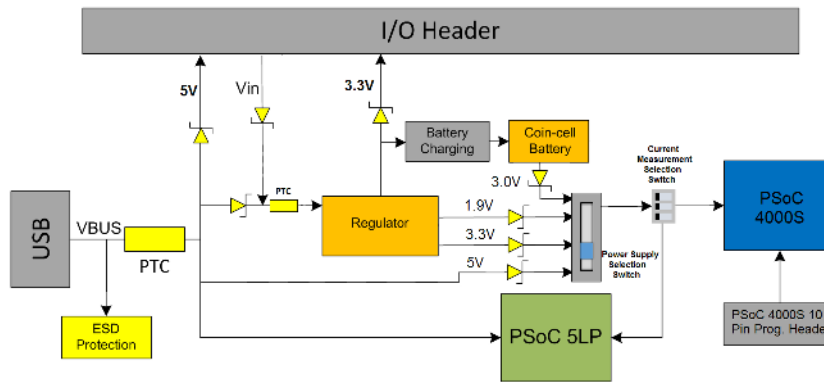 I/O Header
5V
Vin
3.3V
Battery
Charging
Coin-cell
Battery
Current
Measurement
Selection
Switch
3.0V
PTC
PSoC
4000S
USB
VBUS
PTC
Regulator
1.9V
3.3V
5V
Power Supply
Selection
Switch
ESD
Protection
PSoC 5LP
PSoC 4000S 10
Pin Prog. Header